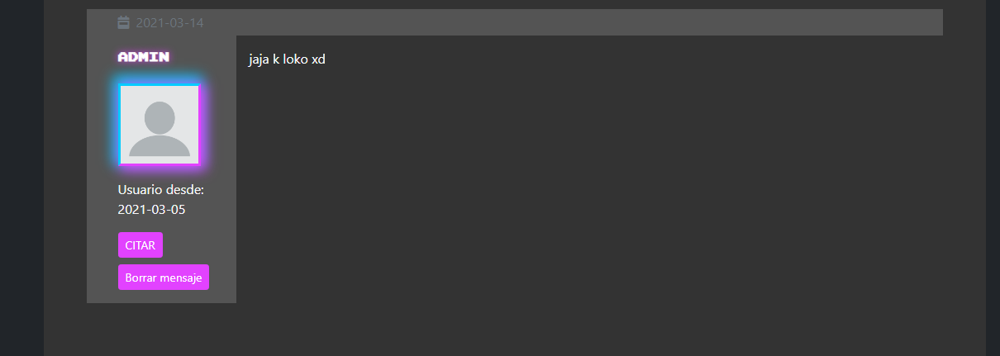 2021-03-14
ADMIN
jaja k loko xd
Usuario desde:
2021-03-05
CITAR
Borrar mensaje